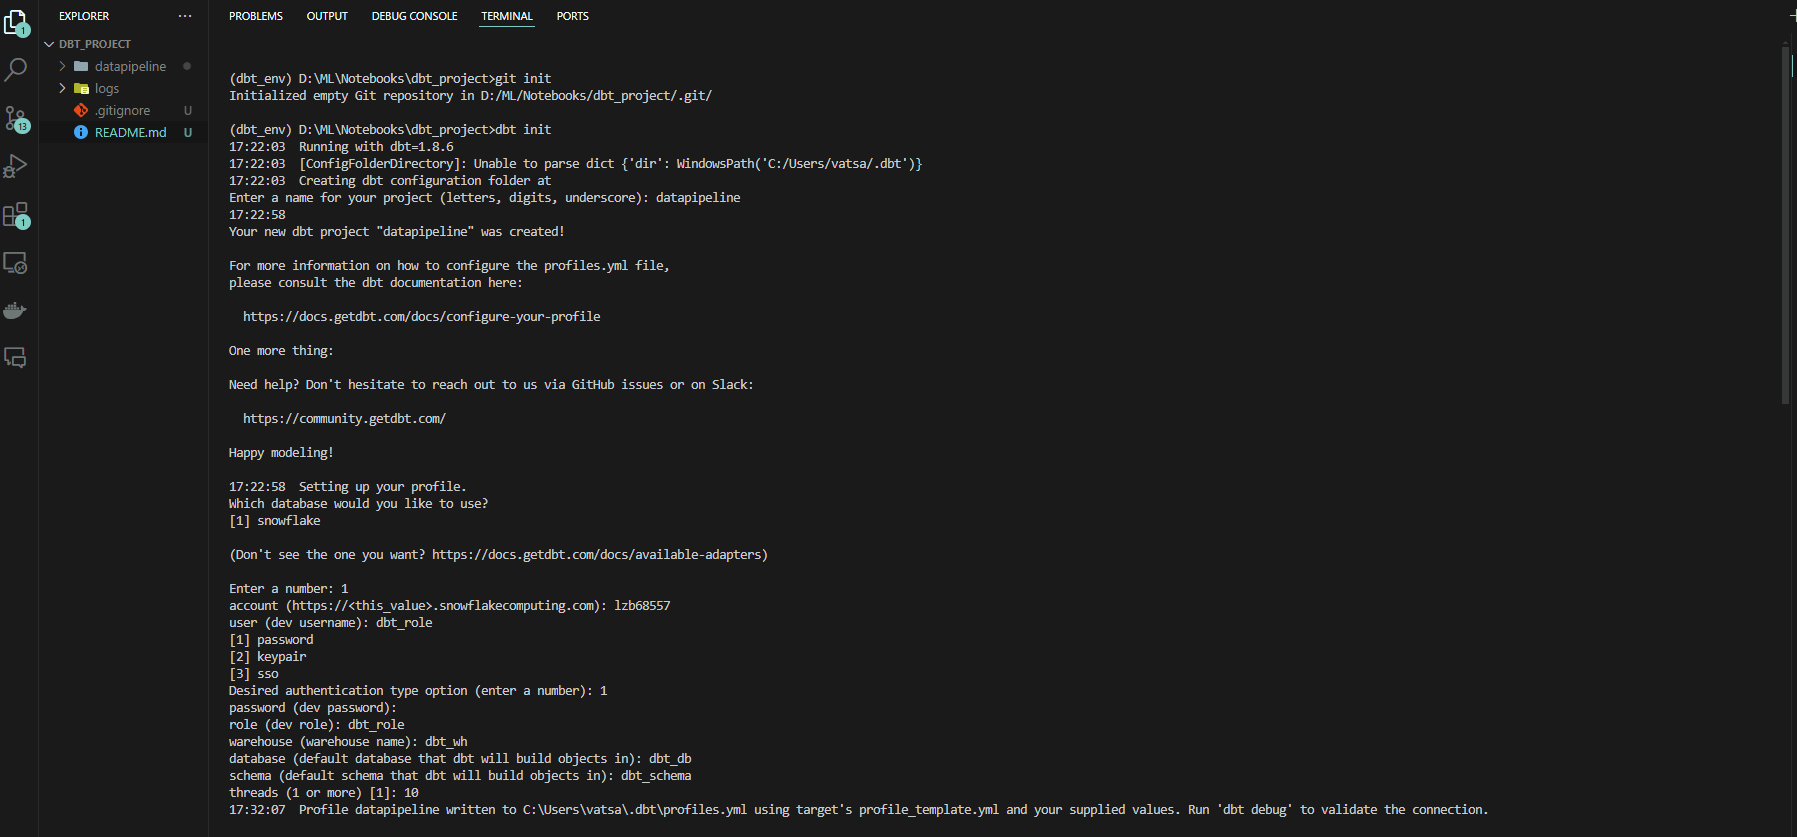 EXPLORER
PROBLEMS OUTPUT DEBUG CONSOLE TERMINAL PORTS
1
DBT_PROJECT
datapipeline
logs
.gitignore U
README.md U
13
1
(dbt_env) D:\ML\Notebooks\dbt_project>git init
Initialized empty Git repository in D:/ML/Notebooks/dbt_project/.git/
(dbt_env) D:\ML\Notebooks\dbt_project>dbt init
17:22:03  Running with dbt=1.8.6
17:22:03  [ConfigFolderDirectory]: Unable to parse dict {'dir': WindowsPath('C:/Users/vatsa/.dbt')}
17:22:03  Creating dbt configuration folder at
Enter a name for your project (letters, digits, underscore): datapipeline
17:22:58
Your new dbt project "datapipeline" was created!
For more information on how to configure the profiles.yml file,
please consult the dbt documentation here:
https://docs.getdbt.com/docs/configure-your-profile
One more thing:
Need help? Don't hesitate to reach out to us via GitHub issues or on Slack:
https://community.getdbt.com/
Happy modeling!
17:22:58  Setting up your profile.
Which database would you like to use?
[1] snowflake
(Don't see the one you want? https://docs.getdbt.com/docs/available-adapters)
Enter a number: 1
account (https://<this_value>.snowflakecomputing.com): lzb68557
user (dev username): dbt_role
[1] password
[2] keypair
[3] sso
Desired authentication type option (enter a number): 1
password (dev password):
role (dev role): dbt_role
warehouse (warehouse name): dbt_wh
database (default database that dbt will build objects in): dbt_db
schema (default schema that dbt will build objects in): dbt_schema
threads (1 or more) [1]: 10
17:32:07  Profile datapipeline written to C:\Users\vatsa\.dbt\profiles.yml using target's profile_template.yml and your supplied values. Run 'dbt debug' to validate the connection.